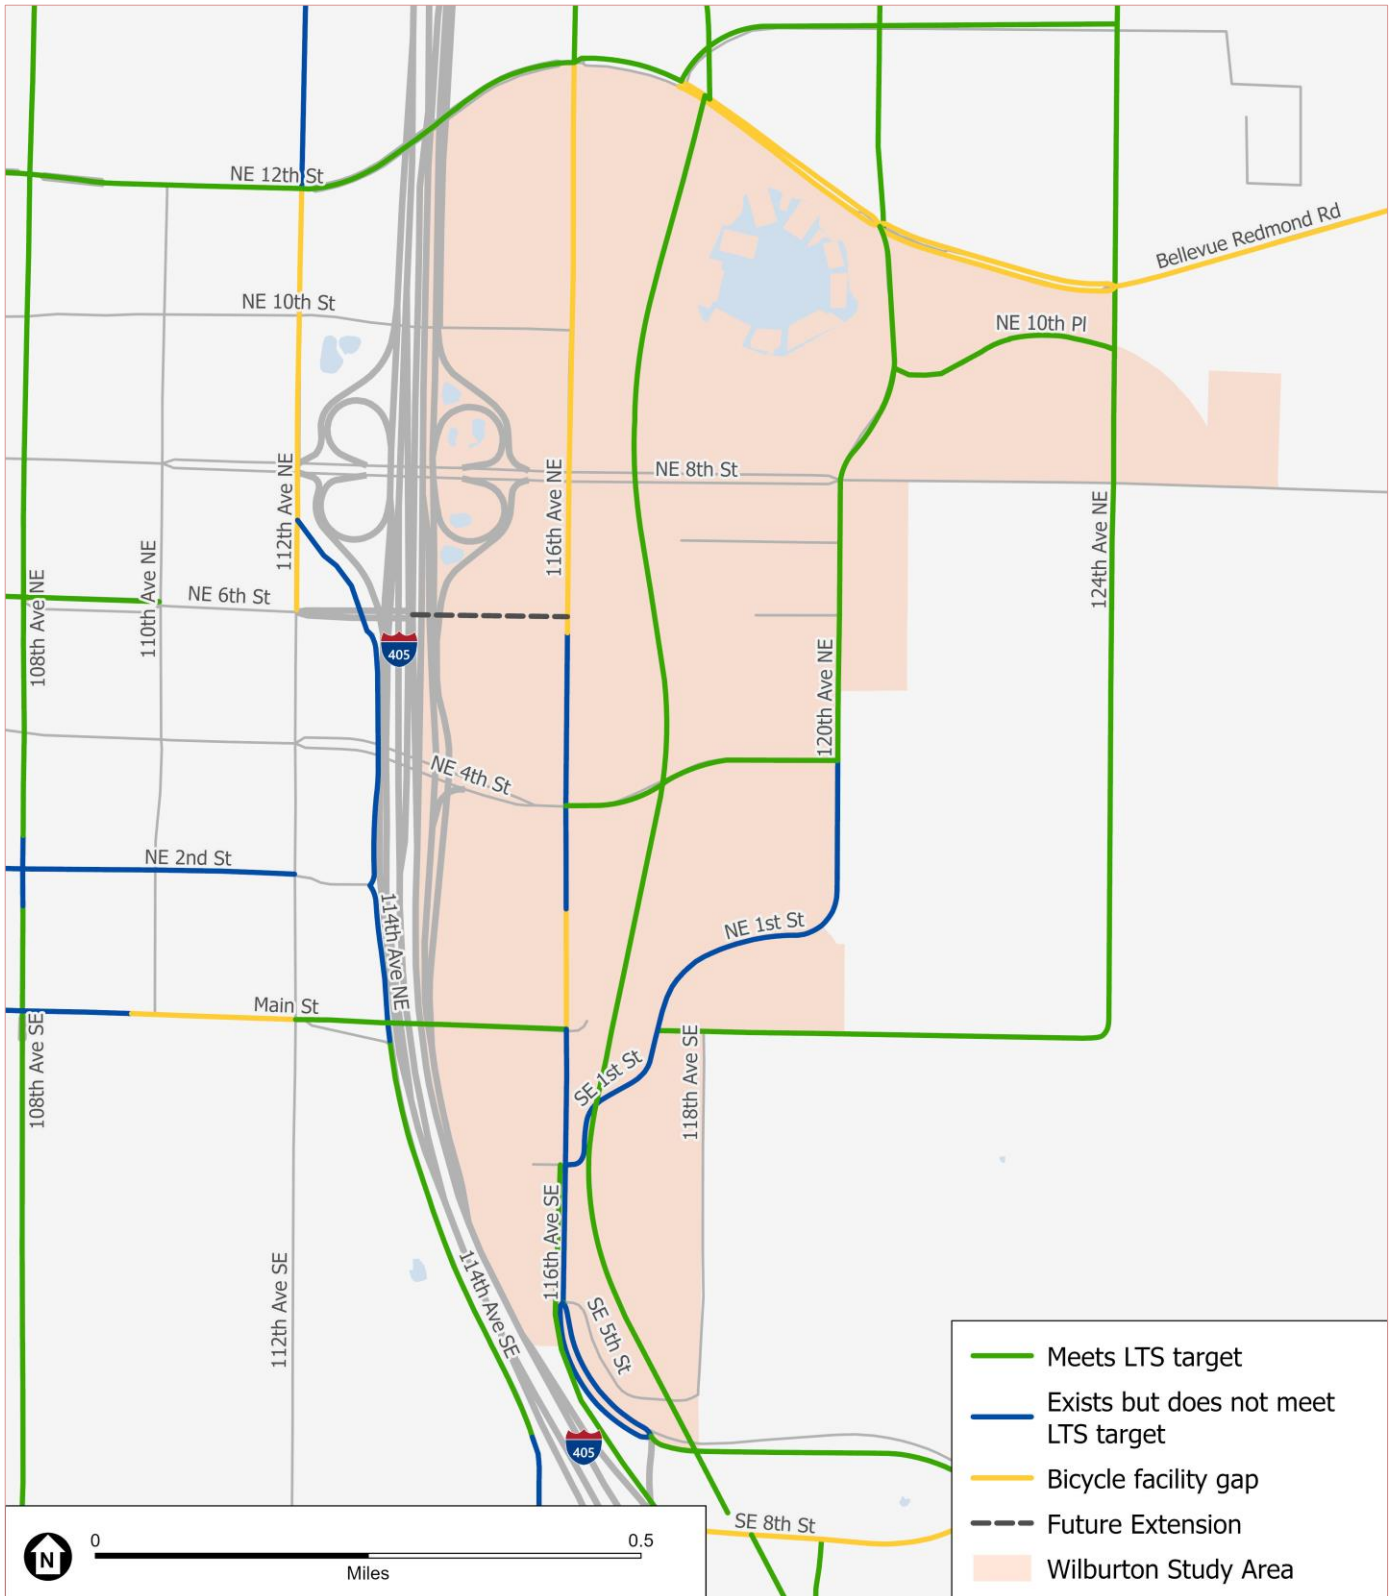 NE 12th St
Bellevue Redmond Rd
NE 10th St
NE 10th Pl
112th Ave NE
116th Ave NE
NE 8th St
124th Ave NE
108th Ave NE
110th Ave NE
NE 6th St
405
120th Ave NE
NE 4th St
NE 2nd St
114th Ave NE
NE 1st St
Main St
108th Ave SE
SE 1st St
118th Ave SE
116th Ave SE
112th Ave SE
114th Ave SE
SE 5th St
405
SE 8th St
Meets LTS target
Exists but does not meet
LTS target
Bicycle facility gap
Future Extension
Wilburton Study Area
N
0
0.5
Miles